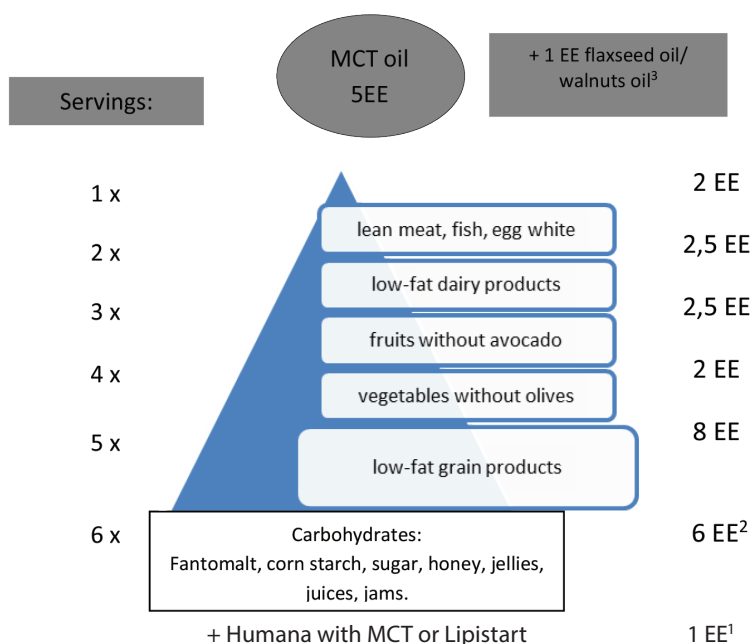 MCT oil
5EE
+ 1 EE flaxseed oil/
walnuts oil³
Servings:
1 x
2 EE
lean meat, fish, egg white
2 x
2,5 EE
low-fat dairy products
3 x
2,5 EE
fruits without avocado
4 x
2 EE
vegetables without olives
5 x
8 EE
low-fat grain products
6 x
Carbohydrates:
Fantomalt, corn starch, sugar, honey, jellies,
juices, jams.
6 EE²
+ Humana with MCT or Lipistart
1 EE¹